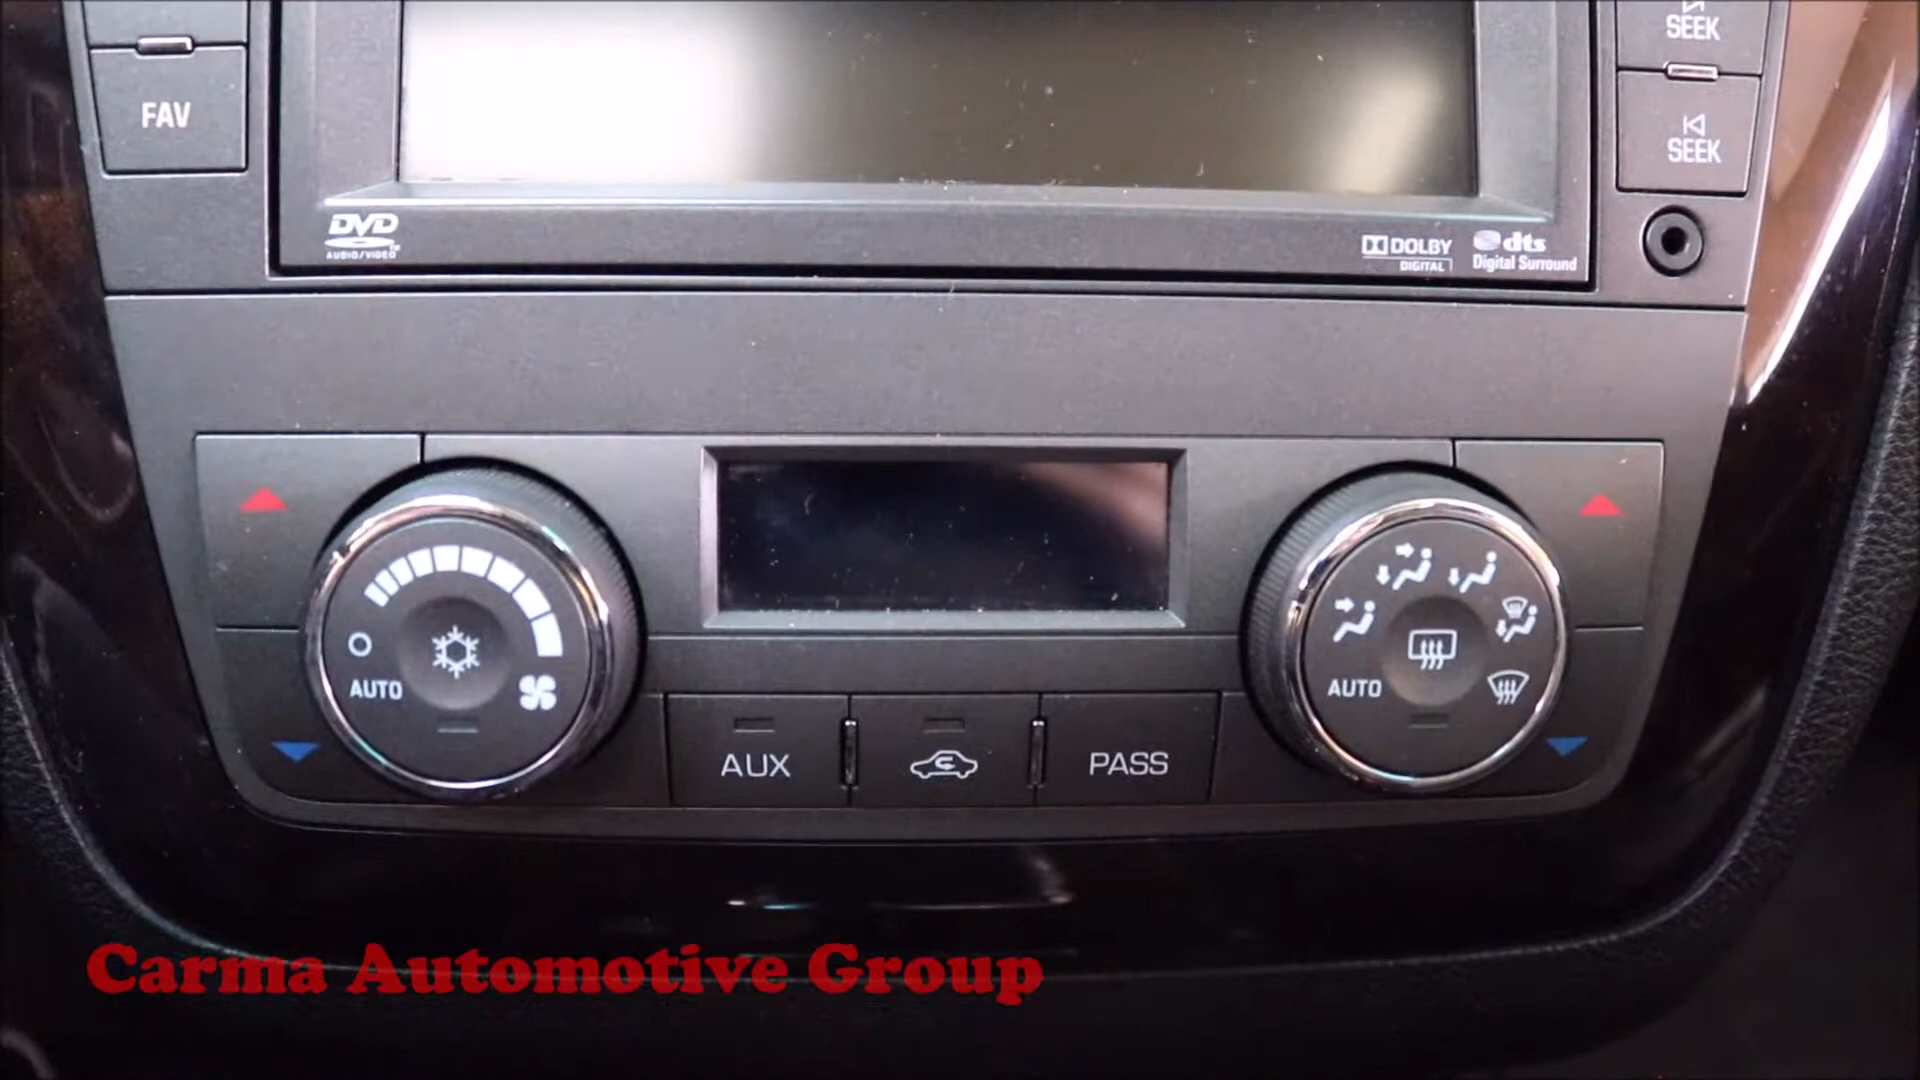 SEEK
FAV
SEEK
DVD
AUDIO/VIDEO
DOLBY
DIGITAL
dts
Digital Surround
AUTO
AUTO
AUX
PASS
Carma Automotive Group